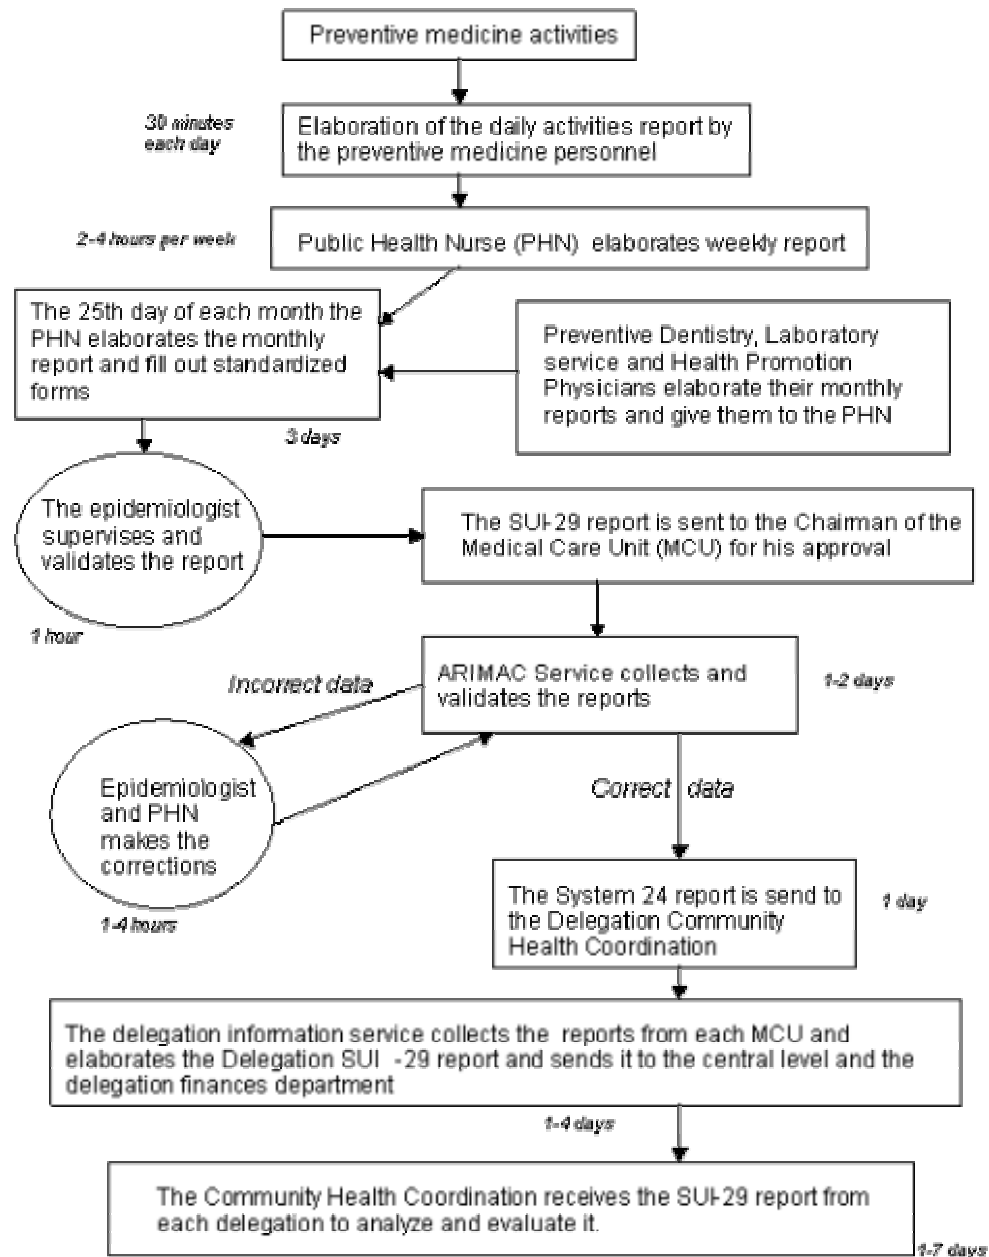 Preventive medicine activities
30 minutes
each day
Elaboration of the daily activities report by
the preventive medicine personnel
2-4 hours per week
Public Health Nurse (PHN) elaborates weekly report
The 25th day of each month the
PHN elaborates the monthly
report and fill out standardized
forms
Preventive Dentistry, Laboratory
service and Health Promotion
Physicians elaborate their monthly
reports and give them to the PHN
3 days
The epidemiologist
supervises and
validates the report
1 hour
The SUI-29 report is sent to the Chairman of the
Medical Care Unit (MCU) for his approval
ARIMAC Service collects and
validates the reports
1-2 days
Incorrect data
Epidemiologist
and PHN
makes the
corrections
1-4 hours
Correct data
The System 24 report is send to
the Delegation Community
Health Coordination
1 day
The delegation information service collects the reports from each MCU and
elaborates the Delegation SUI -29 report and sends it to the central level and the
delegation finances department
1-4 days
The Community Health Coordination receives the SUI-29 report from
each delegation to analyze and evaluate it.
1-7 days